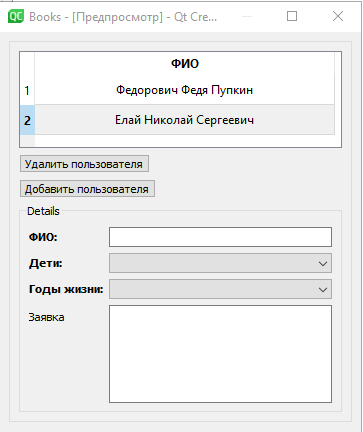 Books - [Предпросмотр] - Qt Cre...
ФИО
1 Федорович Федя Пупкин
2 Елай Николай Сергеевич
Удалить пользователя
Добавить пользователя
Details
ФИО:
Дети:
Годы жизни:
Заявка